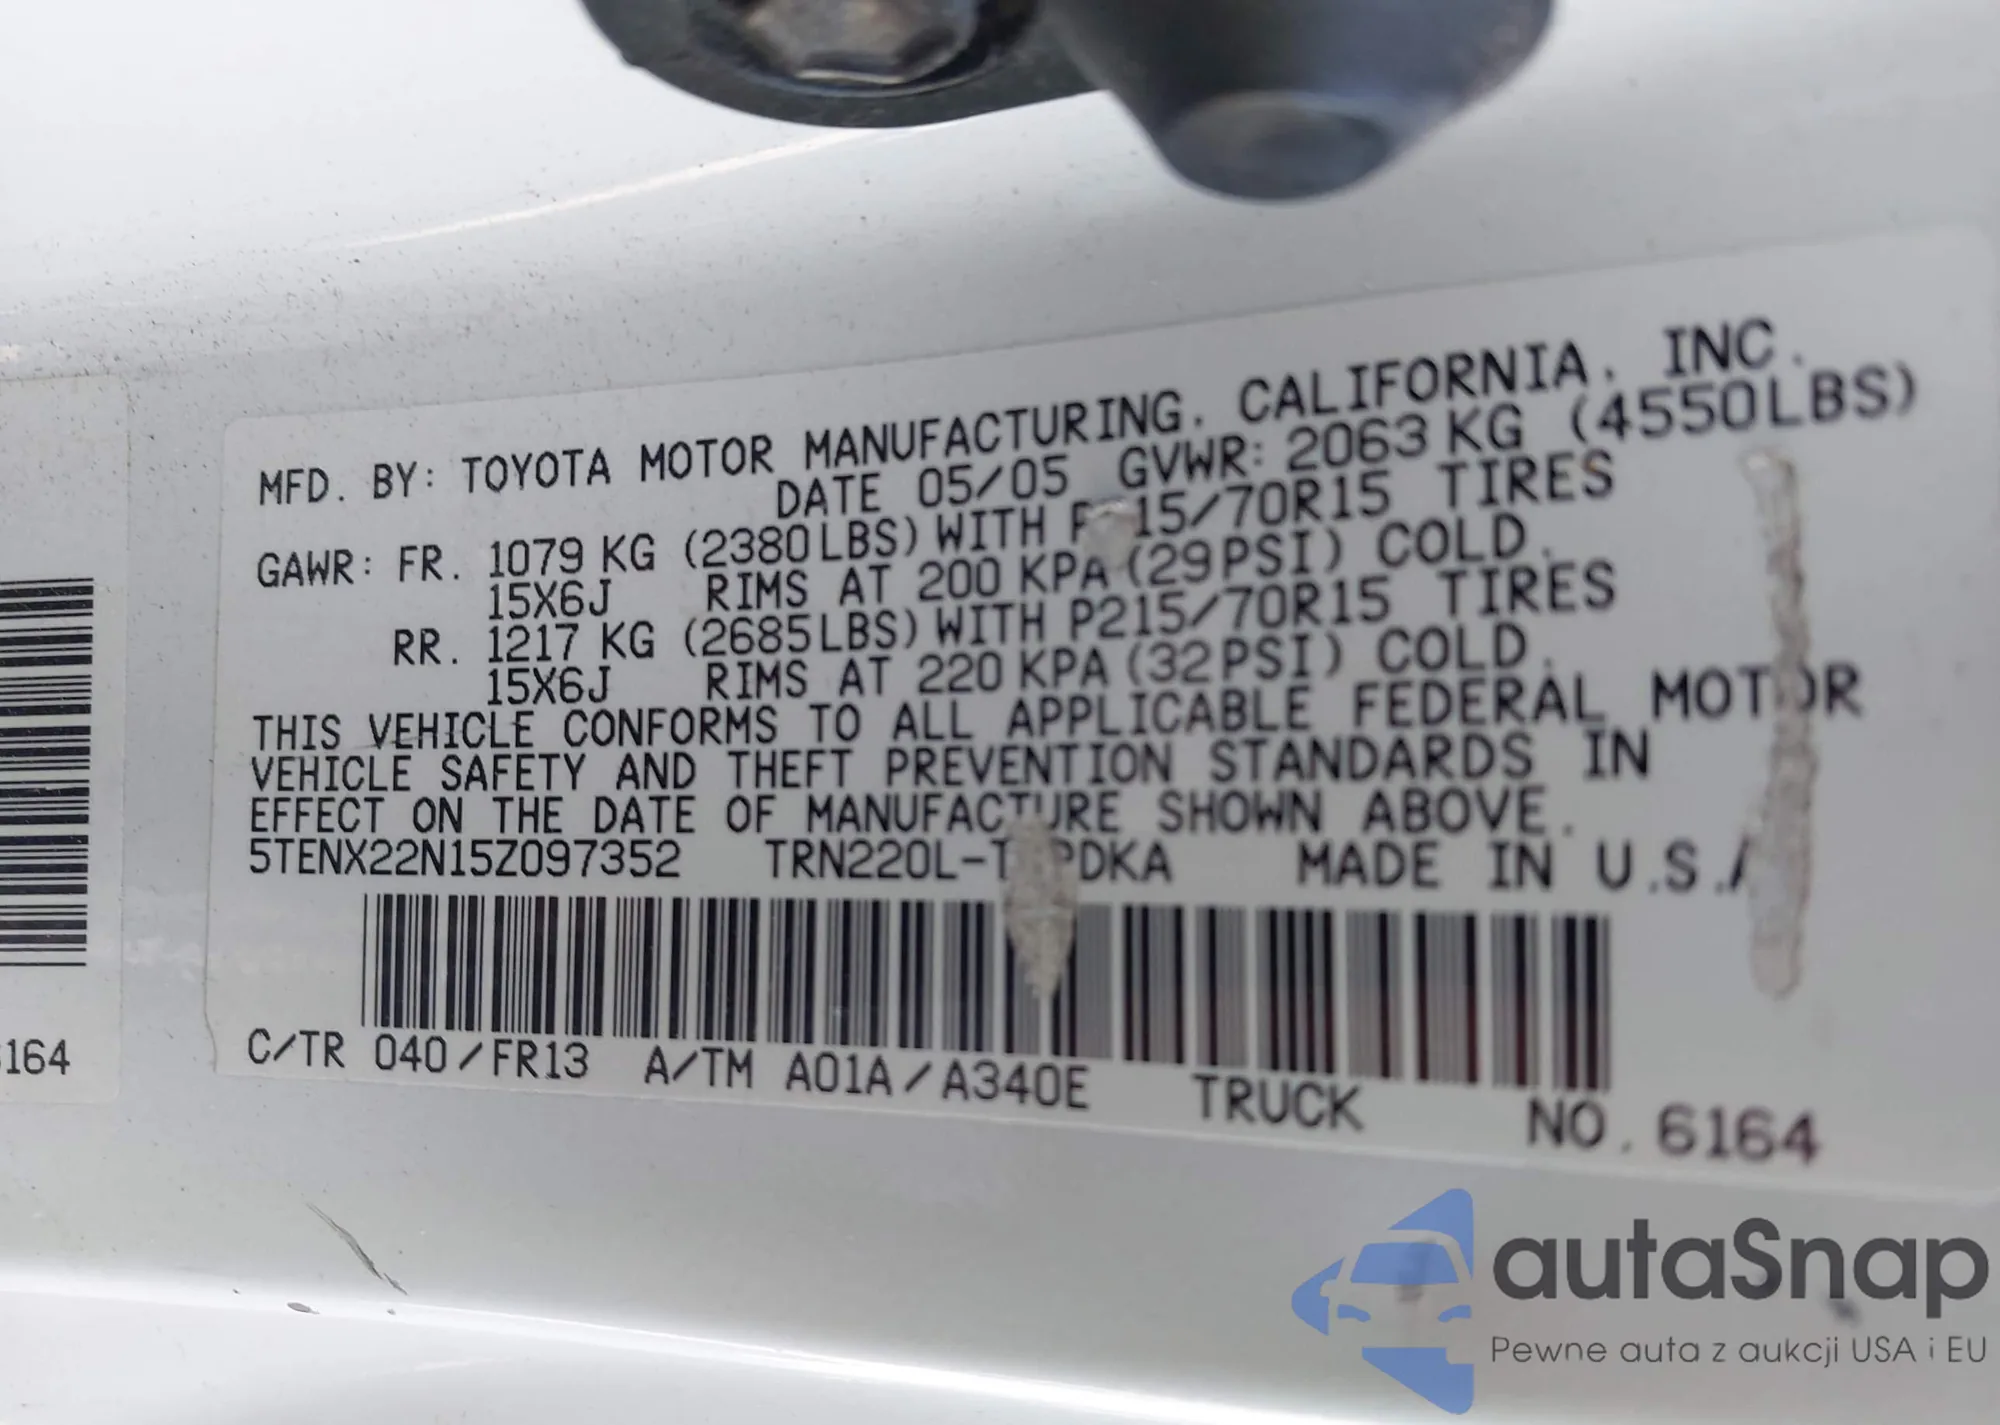 MFD. BY: TOYOTA MOTOR MANUFACTURING, CALIFORNIA, INC.
DATE 05/05 GVWR: 2063 KG (4550LBS)
GAWR: FR. 1079 KG (2380LBS) WITH 15/70R15 TIRES
15X6J RIMS AT 200 KPA (29PSI) COLD.
RR. 1217 KG (2685LBS) WITH P215/70R15 TIRES
15X6J RIMS AT 220 KPA (32PSI) COLD.
THIS VEHICLE CONFORMS TO ALL APPLICABLE FEDERAL MOTOR
VEHICLE SAFETY AND THEFT PREVENTION STANDARDS IN
EFFECT ON THE DATE OF MANUFACTURE SHOWN ABOVE.
5TENX22N15Z097352 MADE IN U.S.A
C/TR 040/FR13 A/TM A01A/A340E TRUCK NO. 6164
164
autaSnap
Pewne auta z aukcji USA i EU